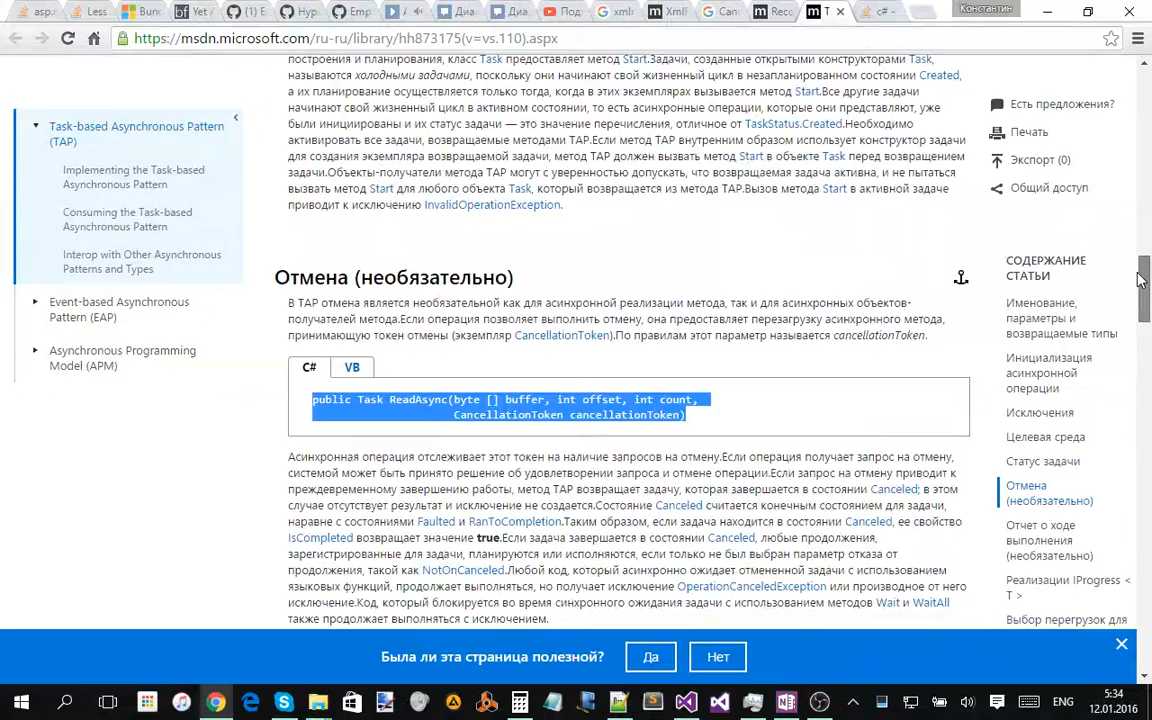 asp.
Less
Bunc
Yet /
(1) E
Hyp
Emp
Диа
Диа
Под
xmli
XmlF
Canc
Reco
T
c# -
Константин
https://msdn.microsoft.com/ru-ru/library/hh873175(v=vs.110).aspx
Task-based Asynchronous Pattern
(TAP)
Implementing the Task-based
Asynchronous Pattern
Consuming the Task-based
Asynchronous Pattern
Interop with Other Asynchronous
Patterns and Types
Event-based Asynchronous
Pattern (EAP)
Asynchronous Programming
Model (APM)
построения и планирования, класс Task предоставляет метод Start.Задачи, созданные открытыми конструкторами Task,
называются холодными задачами, поскольку они начинают свой жизненный цикл в незапланированном состоянии Created,
а их планирование осуществляется только тогда, когда в этих экземплярах вызывается метод Start.Все другие задачи
начинают свой жизненный цикл в активном состоянии, то есть асинхронные операции, которые они представляют, уже
были инициированы и их статус задачи — это значение перечисления, отличное от TaskStatus.Created.Необходимо
активировать все задачи, возвращаемые методами TAP.Если метод TAP внутренним образом использует конструктор задачи
для создания экземпляра возвращаемой задачи, метод TAP должен вызвать метод Start в объекте Task перед возвращением
задачи.Объекты-получатели метода TAP могут с уверенностью допускать, что возвращаемая задача активна, и не пытаться
вызвать метод Start для любого объекта Task, который возвращается из метода TAP.Вызов метода Start в активной задаче
приводит к исключению InvalidOperationException.
Отмена (необязательно)
В TAP отмена является необязательной как для асинхронной реализации метода, так и для асинхронных объектов-
получателей метода.Если операция позволяет выполнить отмену, она предоставляет перезагрузку асинхронного метода,
принимающую токен отмены (экземпляр CancellationToken).По правилам этот параметр называется cancellationToken.
C#
VB
public Task ReadAsync(byte [] buffer, int offset, int count,
CancellationToken cancellationToken)
Асинхронная операция отслеживает этот токен на наличие запросов на отмену.Если операция получает запрос на отмену,
системой может быть принято решение об удовлетворении запроса и отмене операции.Если запрос на отмену приводит к
преждевременному завершению работы, метод TAP возвращает задачу, которая завершается в состоянии Canceled; в этом
случае отсутствует результат и исключение не создается.Состояние Canceled считается конечным состоянием для задачи,
наравне с состояниями Faulted и RanToCompletion.Таким образом, если задача находится в состоянии Canceled, ее свойство
IsCompleted возвращает значение true.Если задача завершается в состоянии Canceled, любые продолжения,
зарегистрированные для задачи, планируются или исполняются, если только не был выбран параметр отказа от
продолжения, такой как NotOnCanceled.Любой код, который асинхронно ожидает отмененной задачи с использованием
языковых функций, продолжает выполняться, но получает исключение OperationCanceledException или производное от него
исключение.Код, который блокируется во время синхронного ожидания задачи с использованием методов Wait и WaitAll
также продолжает выполняться с исключением.
Есть предложения?
Печать
Экспорт (0)
Общий доступ
СОДЕРЖАНИЕ
СТАТЬИ
Именование,
параметры и
возвращаемые типы
Инициализация
асинхронной
операции
Исключения
Целевая среда
Статус задачи
Отмена
(необязательно)
Отчет о ходе
выполнения
(необязательно)
Реализации IProgress <
T >
Выбор перегрузок для
Была ли эта страница полезной?
Да
Нет
ENG
5:34
12.01.2016